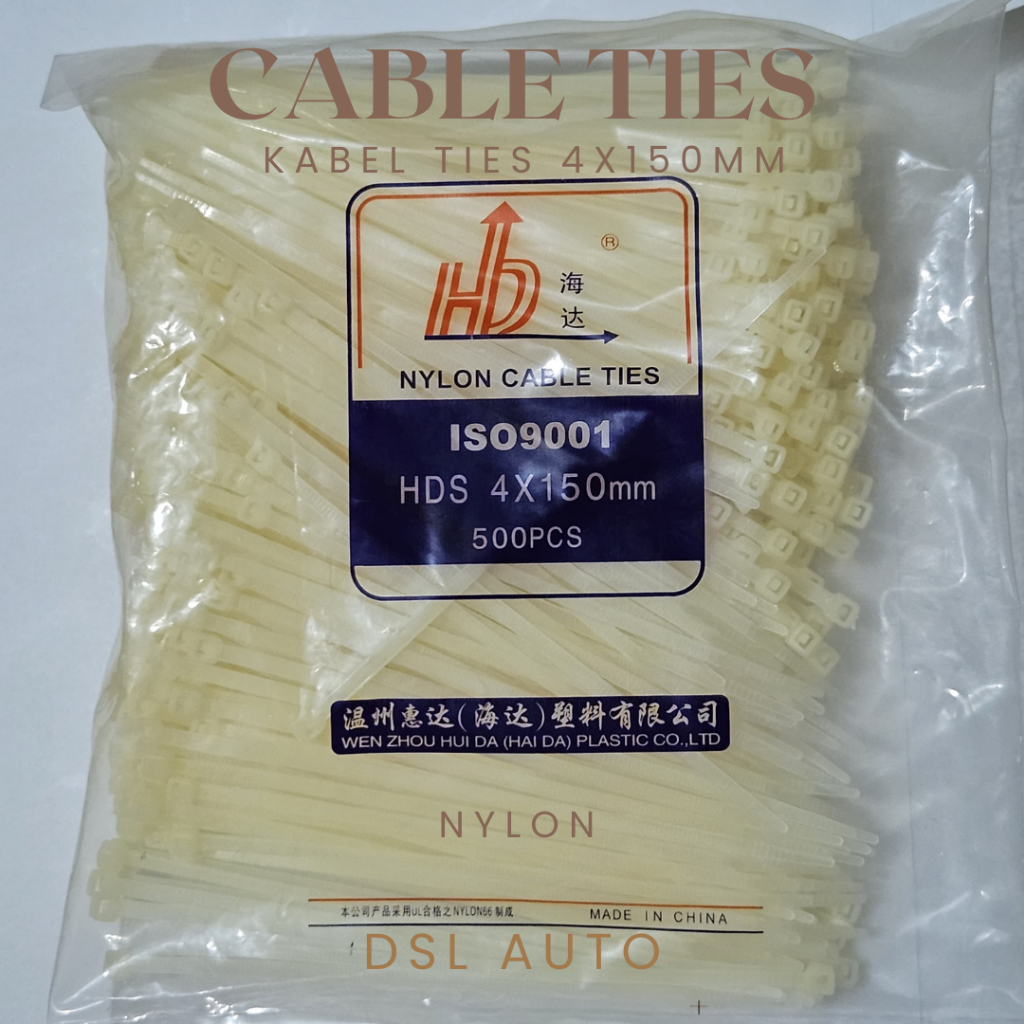 CABLE TIES
KABEL TIES 4X150MM
HD
®
海
达
NYLON CABLE TIES
ISO9001
HDS 4X150mm
500PCS
温州惠达(海达)塑料有限公司
WEN ZHOU HUI DA (HAI DA) PLASTIC CO.,LTD
NYLON
本公司产品采用UL合格之NYLON66制成
MADE IN CHINA
DSL AUTO